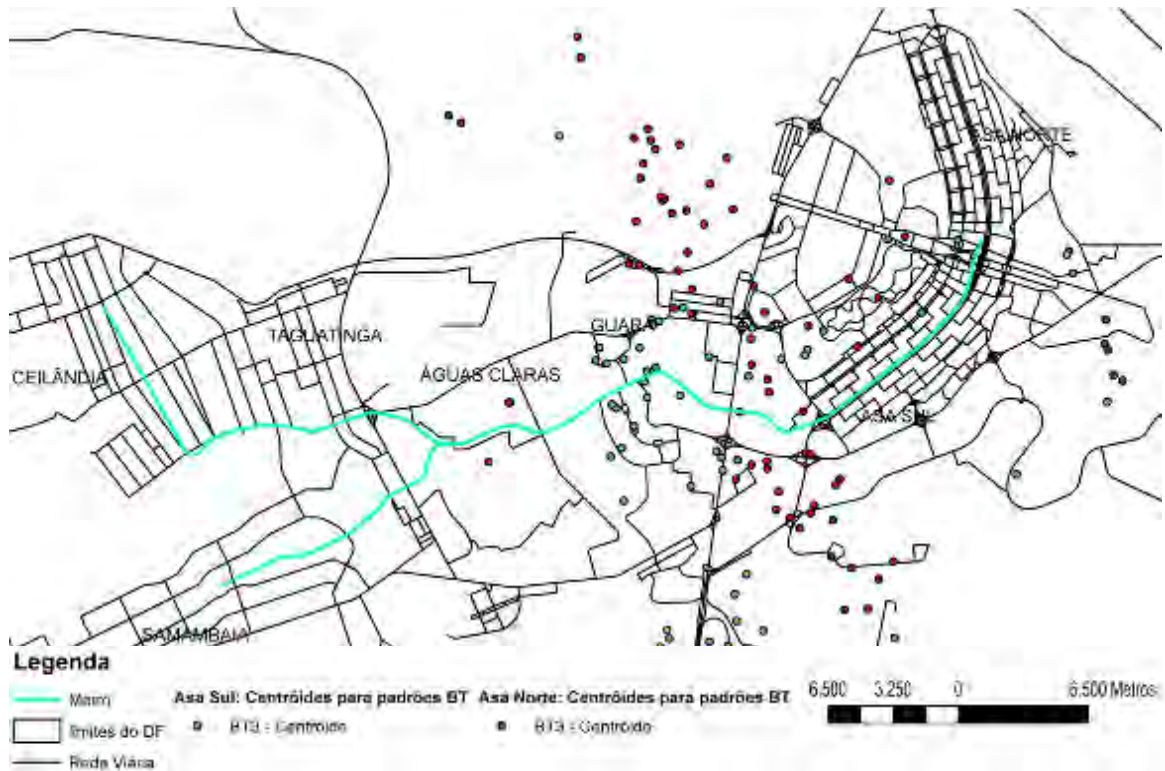 ASA NORTE
TAGUATINGA
GUARÁ
CEILÂNDIA
ÁGUAS CLARAS
ASA SUL
SAMAMBAIA
Legenda
Metrô
limites do DF
Rede Viária
Asa Sul: Centróides para padrões BT
BT3 - Centróide
Asa Norte: Centróides para padrões BT
BT3 - Centróide
6.500 3.250 0 6.500 Metros